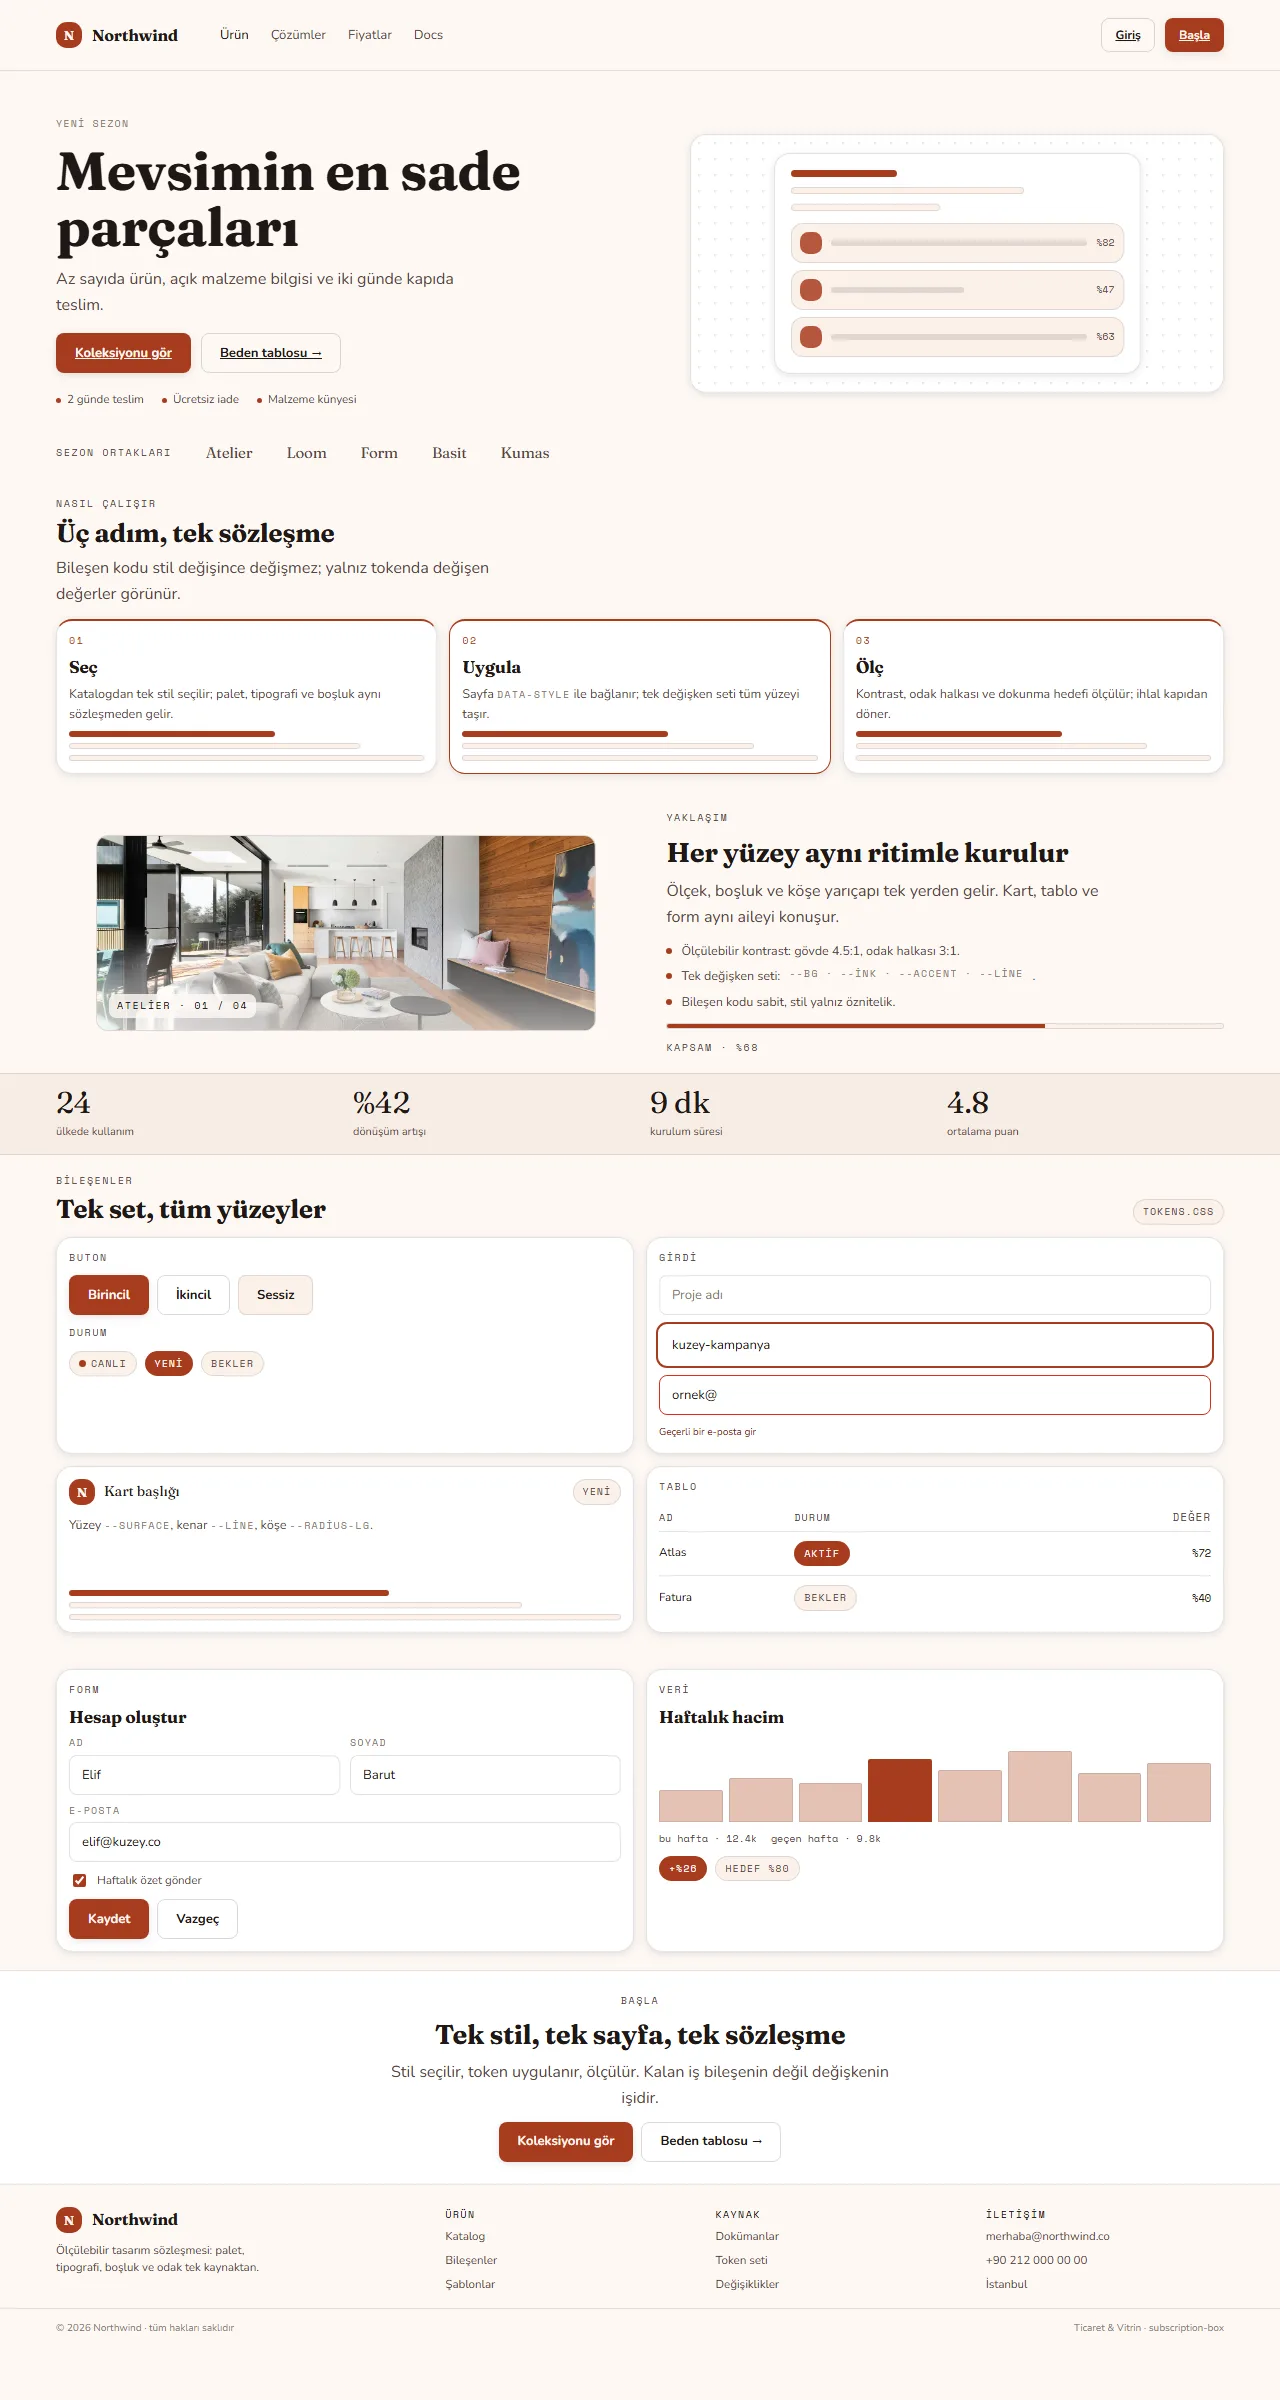 N Northwind Ürün Çözümler Fiyatlar Docs Giriş Başla
YENİ SEZON
Mevsimin en sade
parçaları
Az sayıda ürün, açık malzeme bilgisi ve iki günde kapıda
teslim.
Koleksiyonu gör Beden tablosu →
2 günde teslim Ücretsiz iade Malzeme künyesi
%82
%47
%63
SEZON ORTAKLARI Atelier Loom Form Basit Kumas
NASIL ÇALIŞIR
Üç adım, tek sözleşme
Bileşen kodu stil değişince değişmez; yalnız tokenda değişen
değerler görünür.
01
Seç
Katalogdan tek stil seçilir; palet, tipografi ve boşluk aynı
sözleşmeden gelir.
02
Uygula
Sayfa DATA-STYLE ile bağlanır; tek değişken seti tüm yüzeyi
taşır.
03
Ölç
Kontrast, odak halkası ve dokunma hedefi ölçülür; ihlal kapıdan
döner.
ATELİER · 01 / 04
YAKLAŞIM
Her yüzey aynı ritimle kurulur
Ölçek, boşluk ve köşe yarıçapı tek yerden gelir. Kart, tablo ve
form aynı aileyi konuşur.
Ölçülebilir kontrast: gövde 4.5:1, odak halkası 3:1.
Tek değişken seti: --BG · --İNK · --ACCENT · --LİNE .
Bileşen kodu sabit, stil yalnız öznitelik.
KAPSAM · %68
24
ülkede kullanım
%42
dönüşüm artışı
9 dk
kurulum süresi
4.8
ortalama puan
BİLEŞENLER
Tek set, tüm yüzeyler
TOKENS.CSS
BUTON
Birincil İkincil Sessiz
DURUM
CANLI YENİ BEKLER
GİRDİ
Proje adı
kuzey-kampanya
ornek@
Geçerli bir e-posta gir
N Kart başlığı YENİ
Yüzey --SURFACE, kenar --LİNE, köşe --RADİUS-LG.
TABLO
AD DURUM DEĞER
Atlas AKTİF %72
Fatura BEKLER %40
FORM
Hesap oluştur
AD SOYAD
Elif Barut
E-POSTA
elif@kuzey.co
Haftalık özet gönder
Kaydet Vazgeç
VERİ
Haftalık hacim
bu hafta · 12.4k geçen hafta · 9.8k
+%26 HEDEF %80
BAŞLA
Tek stil, tek sayfa, tek sözleşme
Stil seçilir, token uygulanır, ölçülür. Kalan iş bileşenin değil değişkenin
işidir.
Koleksiyonu gör Beden tablosu →
N Northwind
Ölçülebilir tasarım sözleşmesi: palet,
tipografi, boşluk ve odak tek kaynaktan.
ÜRÜN
Katalog
Bileşenler
Şablonlar
KAYNAK
Dokümanlar
Token seti
Değişiklikler
İLETİŞİM
merhaba@northwind.co
+90 212 000 00 00
İstanbul
© 2026 Northwind · tüm hakları saklıdır
Ticaret & Vitrin · subscription-box